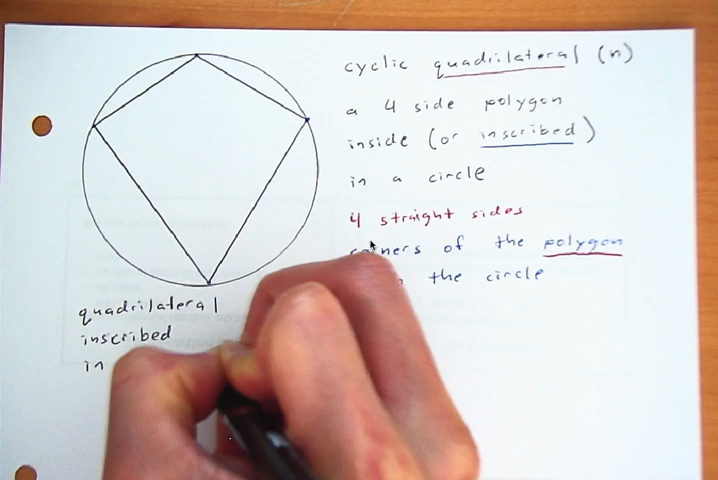 cyclic quadrilateral (n)
a 4 side polygon
inside (or inscribed)
in a circle
4 straight sides
corners of the polygon
the circle
quadrilateral
inscribed
in